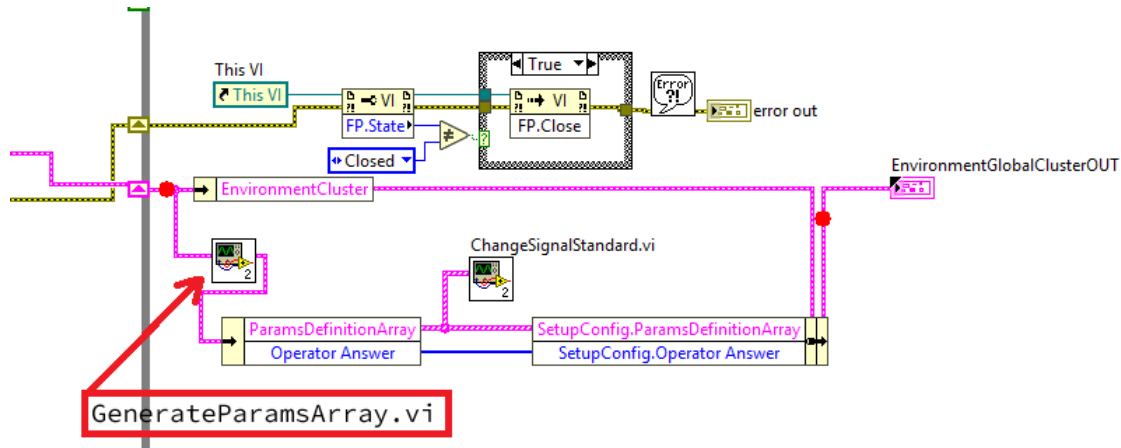 True
This VI
This VI
Error
?!
VI
VI
FP.State
FP.Close
error out
Closed
?
EnvironmentGlobalClusterOUT
EnvironmentCluster
ChangeSignalStandard.vi
2
2
ParamsDefinitionArray
SetupConfig.ParamsDefinitionArray
Operator Answer
SetupConfig.Operator Answer
GenerateParamsArray.vi